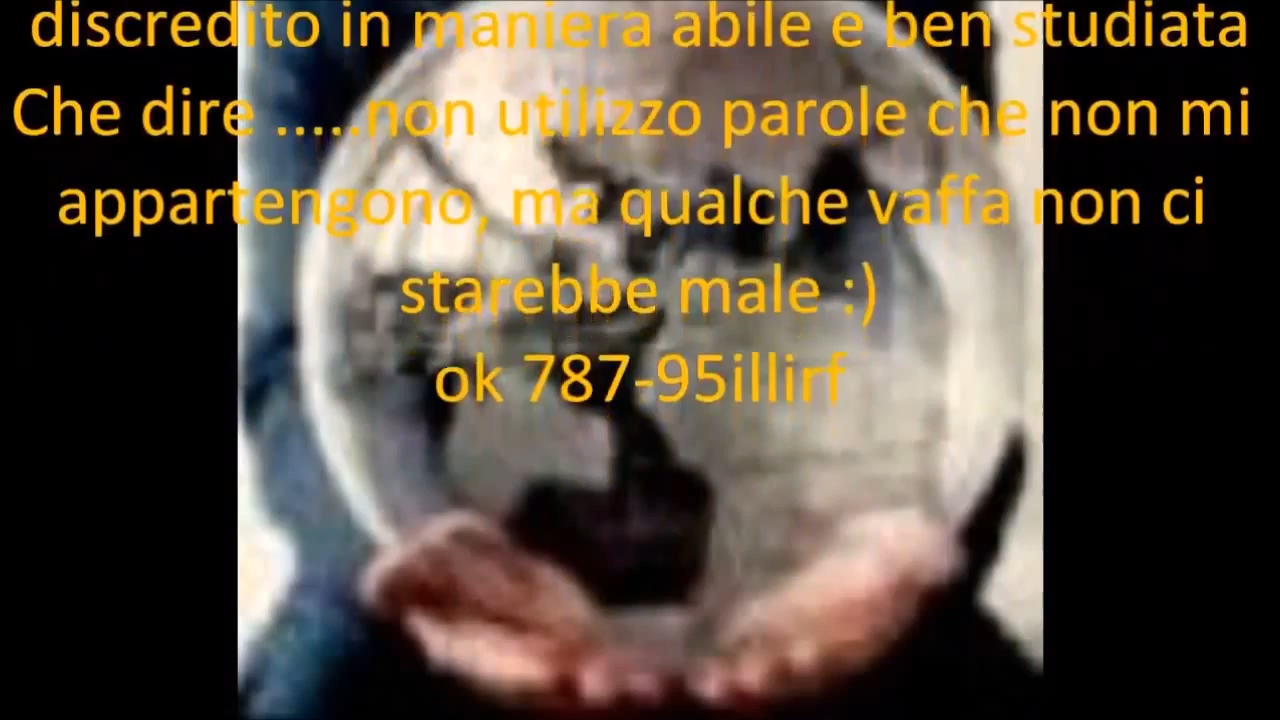 discredito in maniera abile e ben studiata
Che dire .....non utilizzo parole che non mi
appartengono, ma qualche vaffa non ci
starebbe male :)
ok 787-95illirf